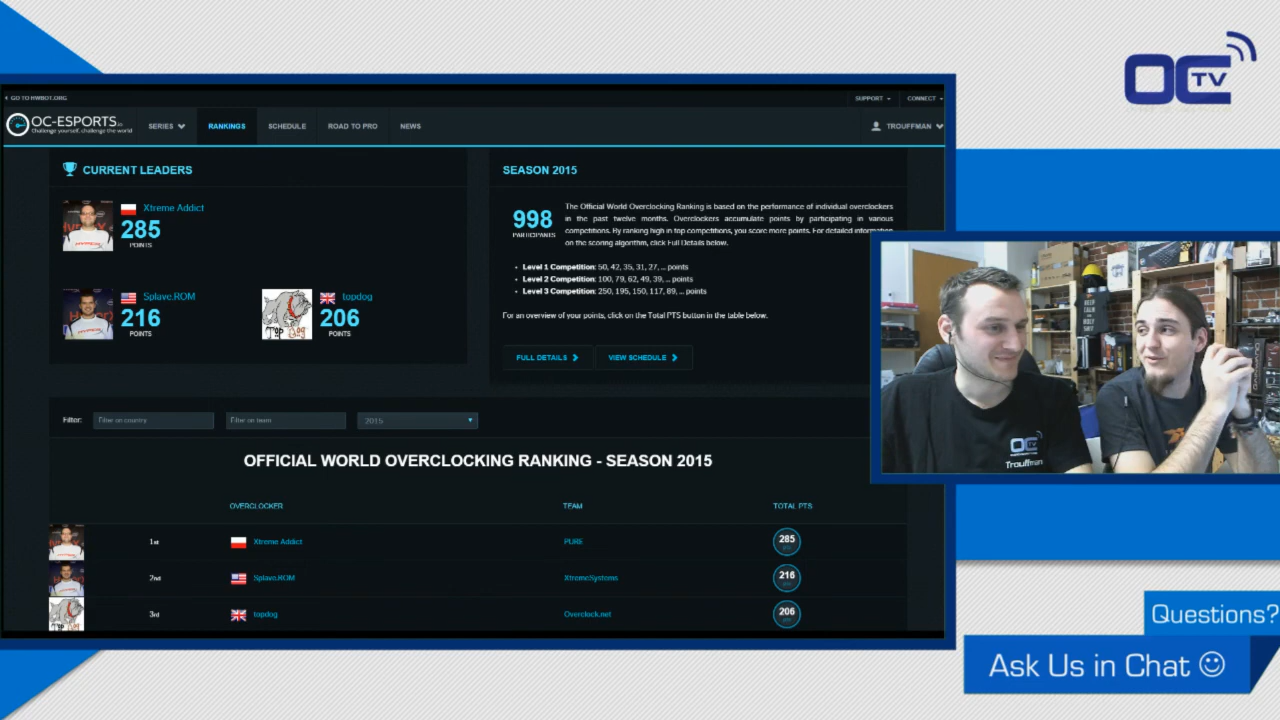 GO TO HWBOT.ORG
SUPPORT
CONNECT
OC-ESPORTS.io
Challenge yourself, challenge the world
SERIES
RANKINGS
SCHEDULE
ROAD TO PRO
NEWS
TROUFFMAN
CURRENT LEADERS
Xtreme Addict
285
POINTS
Splave.ROM
216
POINTS
topdog
206
POINTS
SEASON 2015
998
PARTICIPANTS
The Official World Overclocking Ranking is based on the performance of individual overclockers
in the past twelve months. Overclockers accumulate points by participating in various
competitions. By ranking high in top competitions, you score more points. For detailed information
on the scoring algorithm, click Full Details below.
• Level 1 Competition: 50, 42, 35, 31, 27, ... points
• Level 2 Competition: 100, 79, 62, 49, 39, ... points
• Level 3 Competition: 250, 195, 150, 117, 89, ... points
For an overview of your points, click on the Total PTS button in the table below.
FULL DETAILS
VIEW SCHEDULE
Filter:
Filter on country
Filter on team
2015
OFFICIAL WORLD OVERCLOCKING RANKING - SEASON 2015
OVERCLOCKER
TEAM
TOTAL PTS
1st
Xtreme Addict
PURE
285
2nd
Splave.ROM
XtremeSystems
216
3rd
topdog
Overclock.net
206
OC TV
KEEP
CALM
AND
OC TV
Trouffman
Questions?
Ask Us in Chat ☺